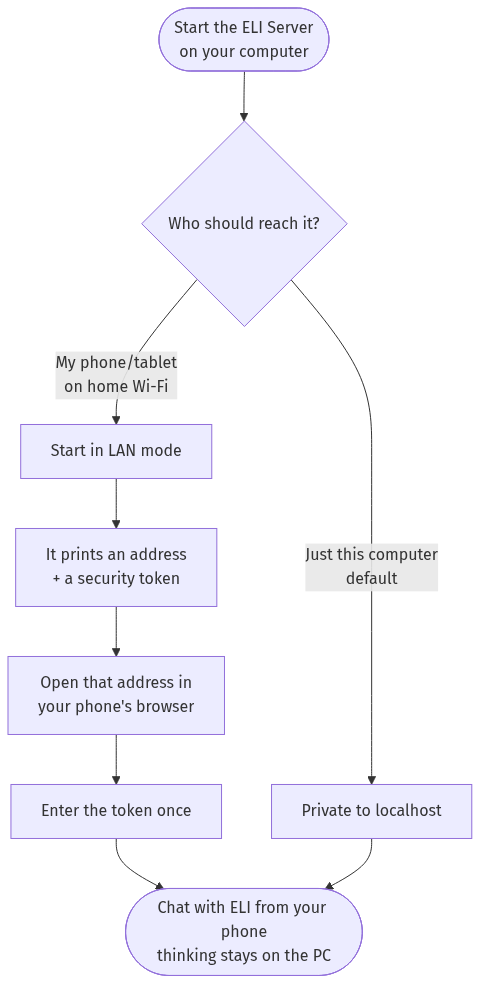 Start the ELI Server
on your computer
Who should reach it?
My phone/tablet
on home Wi-Fi
Start in LAN mode
It prints an address
+ a security token
Just this computer
default
Open that address in
your phone's browser
Enter the token once
Private to localhost
Chat with ELI from your
phone
thinking stays on the PC